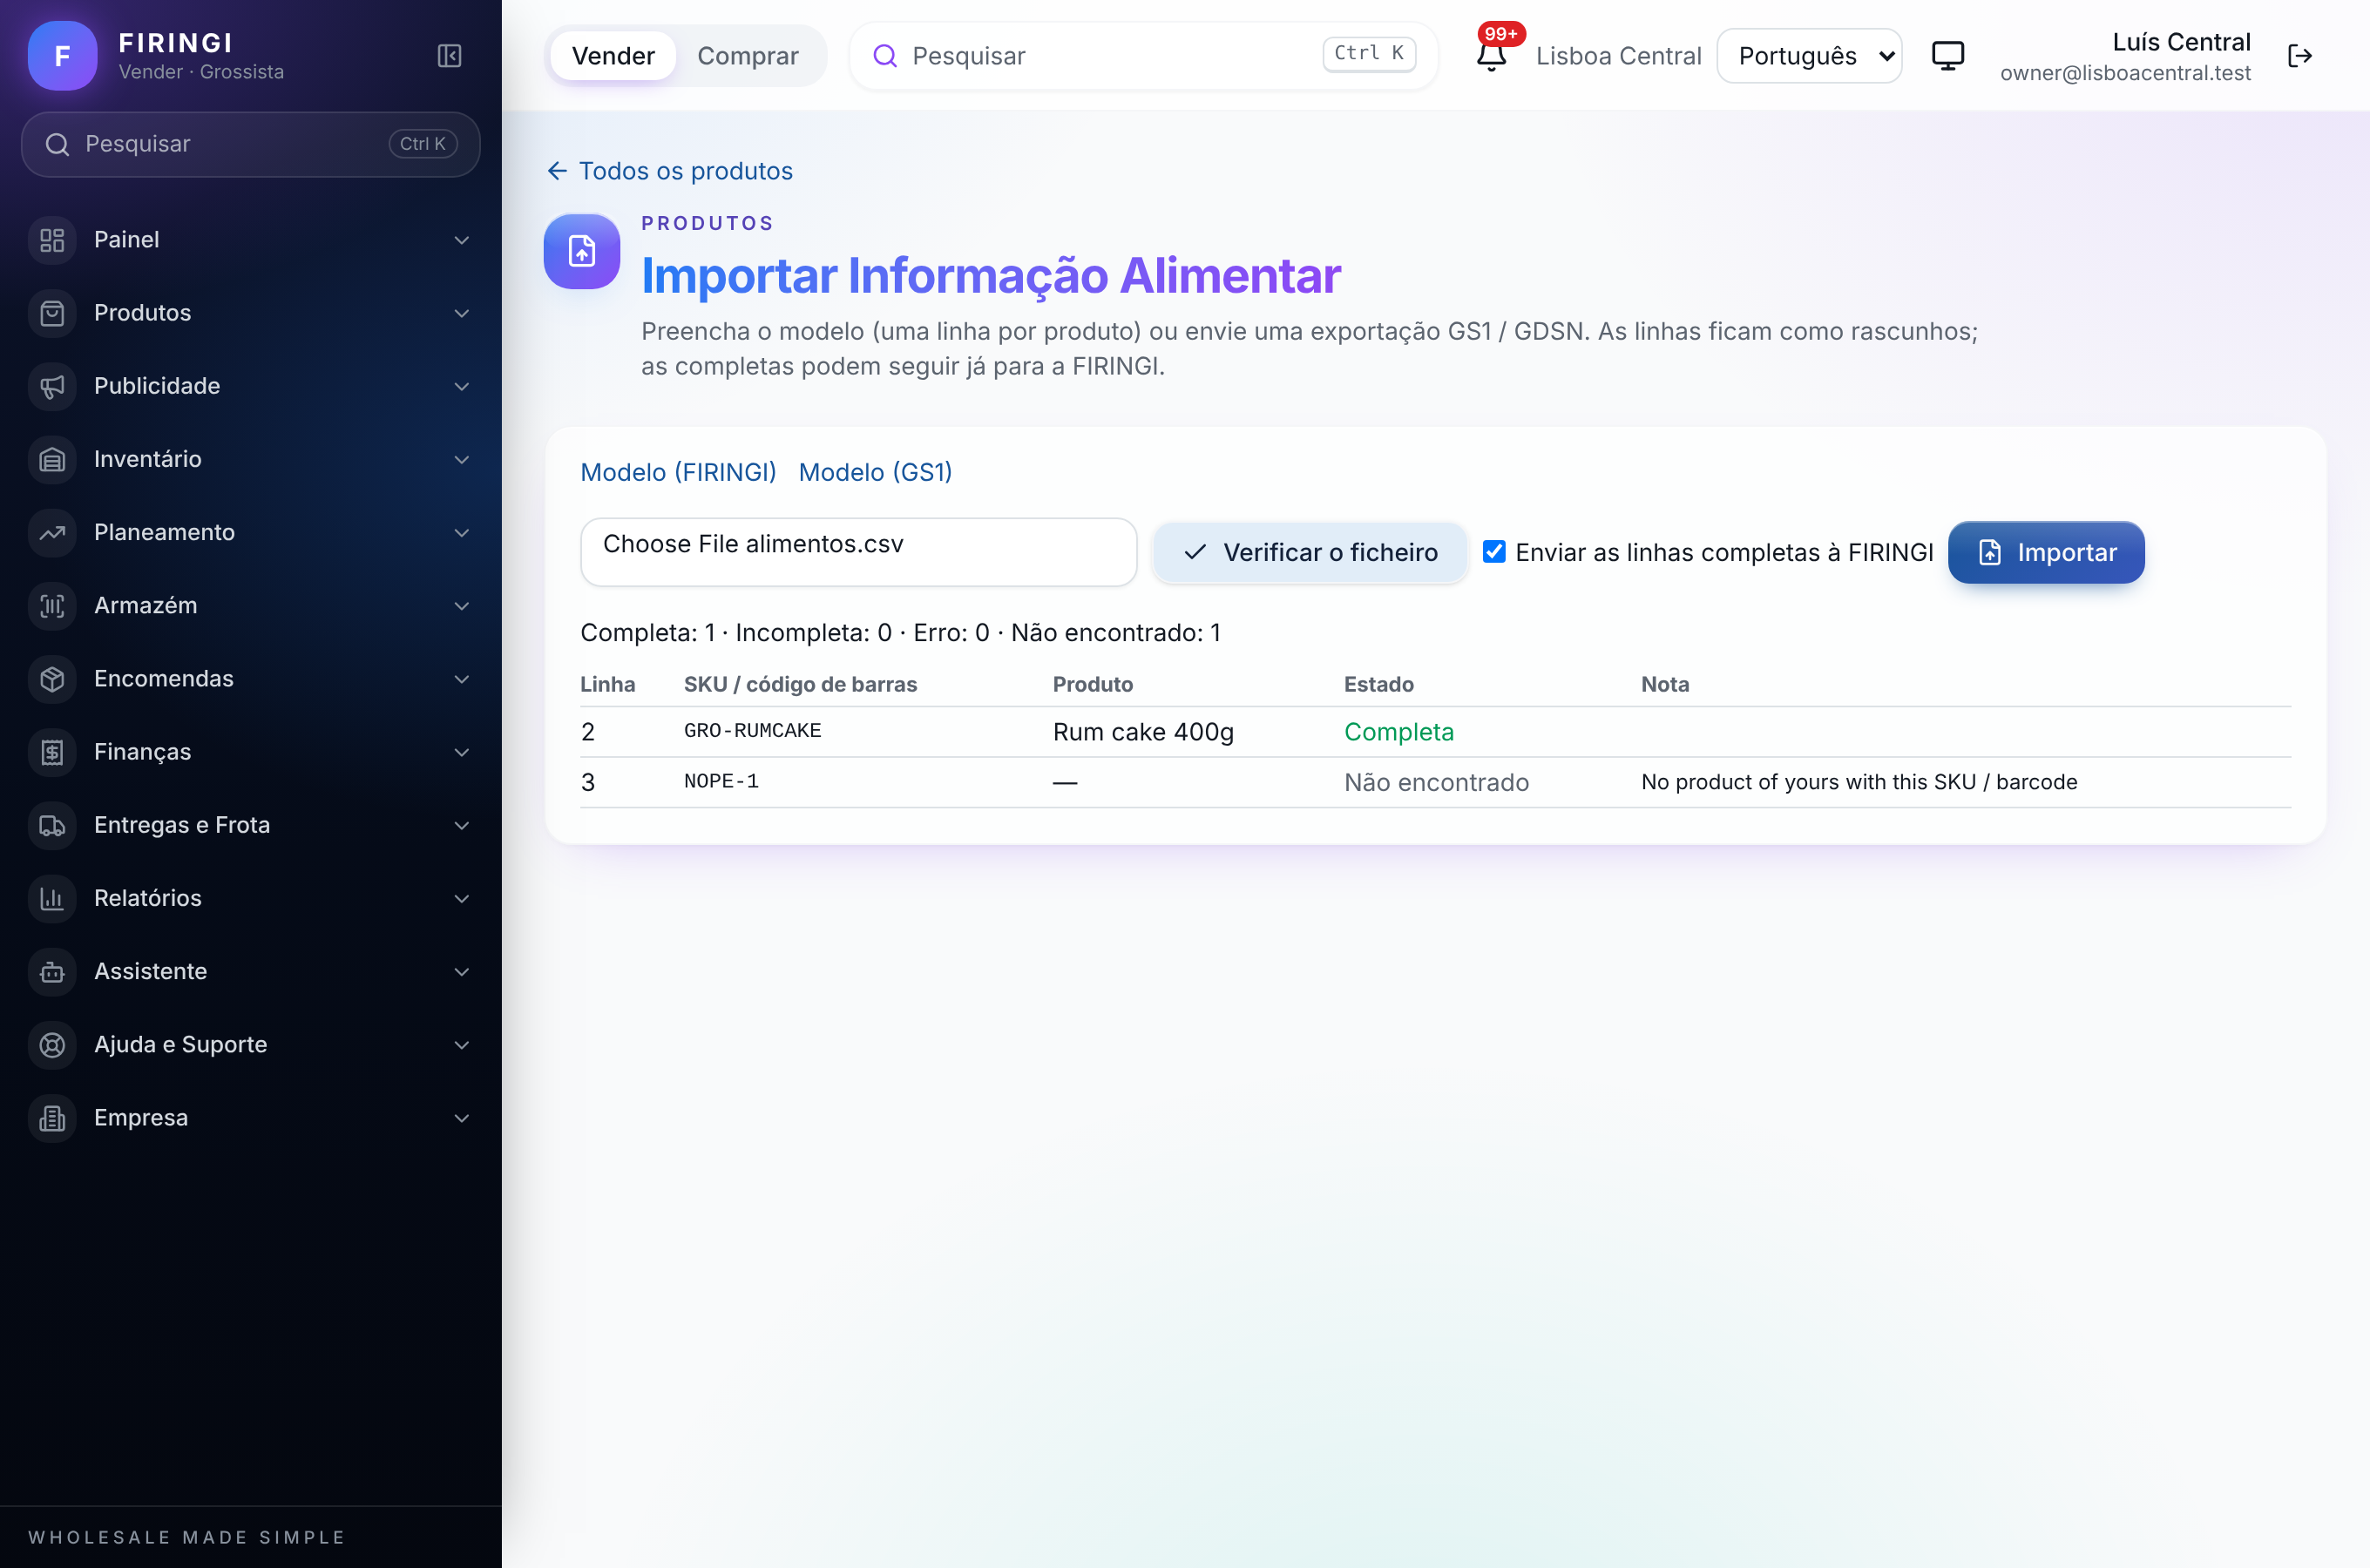 F
FIRINGI
Vender · Grossista
Pesquisar Ctrl K
Painel
Produtos
Publicidade
Inventário
Planeamento
Armazém
Encomendas
Finanças
Entregas e Frota
Relatórios
Assistente
Ajuda e Suporte
Empresa
WHOLESALE MADE SIMPLE
Vender Comprar Pesquisar Ctrl K 99+ Lisboa Central Português Luís Central
owner@lisboacentral.test
Todos os produtos
PRODUTOS
Importar Informação Alimentar
Preencha o modelo (uma linha por produto) ou envie uma exportação GS1 / GDSN. As linhas ficam como rascunhos;
as completas podem seguir já para a FIRINGI.
Modelo (FIRINGI) Modelo (GS1)
Choose File alimentos.csv Verificar o ficheiro Enviar as linhas completas à FIRINGI Importar
Completa: 1 · Incompleta: 0 · Erro: 0 · Não encontrado: 1
Linha SKU / código de barras Produto Estado Nota
2 GRO-RUMCAKE Rum cake 400g Completa
3 NOPE-1 — Não encontrado No product of yours with this SKU / barcode